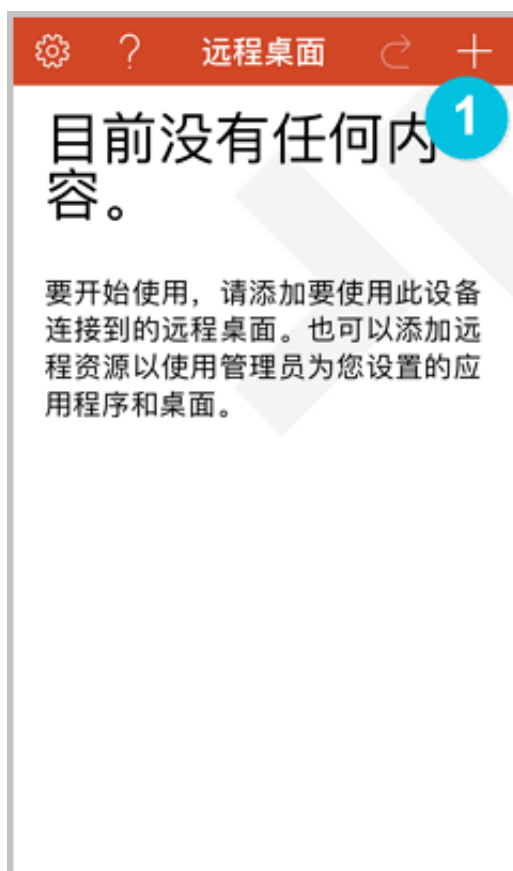 ? 远程桌面
1
目前没有任何内
容。
要开始使用，请添加要使用此设备
连接到的远程桌面。也可以添加远
程资源以使用管理员为您设置的应
用程序和桌面。